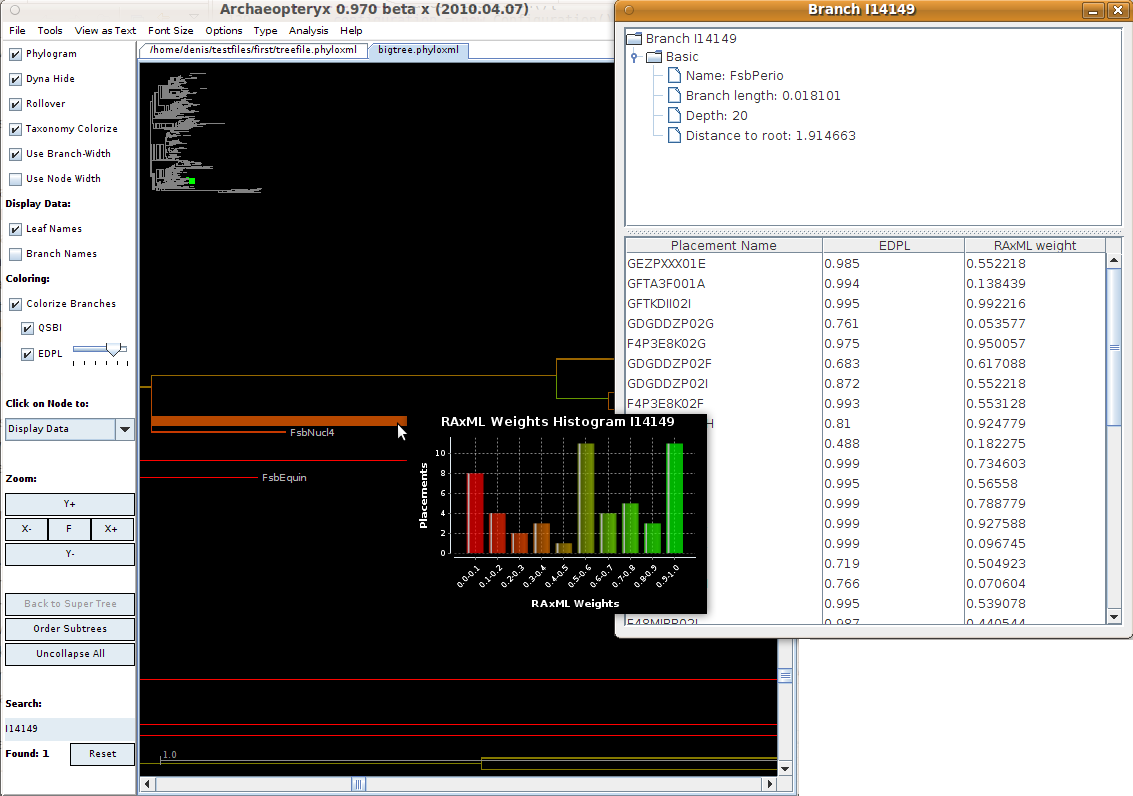 Archaeopteryx 0.970 beta x (2010.04.07)
File Tools View as Text Font Size Options Type Analysis Help
/home/denis/testfiles/first/treefile.phyloxml
bigtree.phyloxml
Phylogram
Dyna Hide
Rollover
Taxonomy Colorize
Use Branch-Width
Use Node Width
Display Data:
Leaf Names
Branch Names
Coloring:
Colorize Branches
QSBI
EDPL
Click on Node to:
Display Data
Zoom:
Y+
X- F X+
Y-
Back to Super Tree
Order Subtrees
Uncollapse All
Search:
I14149
Found: 1
Reset
FsbNucl4
FsbEquin
1.0
RAxML Weights Histogram I14149
Placements
10
8
6
4
2
0
0.0-0.1 0.1-0.2 0.2-0.3 0.3-0.4 0.4-0.5 0.5-0.6 0.6-0.7 0.7-0.8 0.8-0.9 0.9-1.0
RAxML Weights
Branch I14149
Branch I14149
Basic
Name: FsbPerio
Branch length: 0.018101
Depth: 20
Distance to root: 1.914663
Placement Name EDPL RAxML weight
GEZPXXX01E 0.985 0.552218
GFTA3F001A 0.994 0.138439
GFTKDII02I 0.995 0.992216
GDGDDZP02G 0.761 0.053577
F4P3E8K02G 0.975 0.950057
GDGDDZP02F 0.683 0.617088
GDGDDZP02I 0.872 0.552218
F4P3E8K02F 0.993 0.553128
H 0.81 0.924779
0.488 0.182275
0.999 0.734603
0.995 0.56558
0.999 0.788779
0.999 0.927588
0.999 0.096745
0.719 0.504923
0.766 0.070604
0.995 0.539078
0.987 0.440544